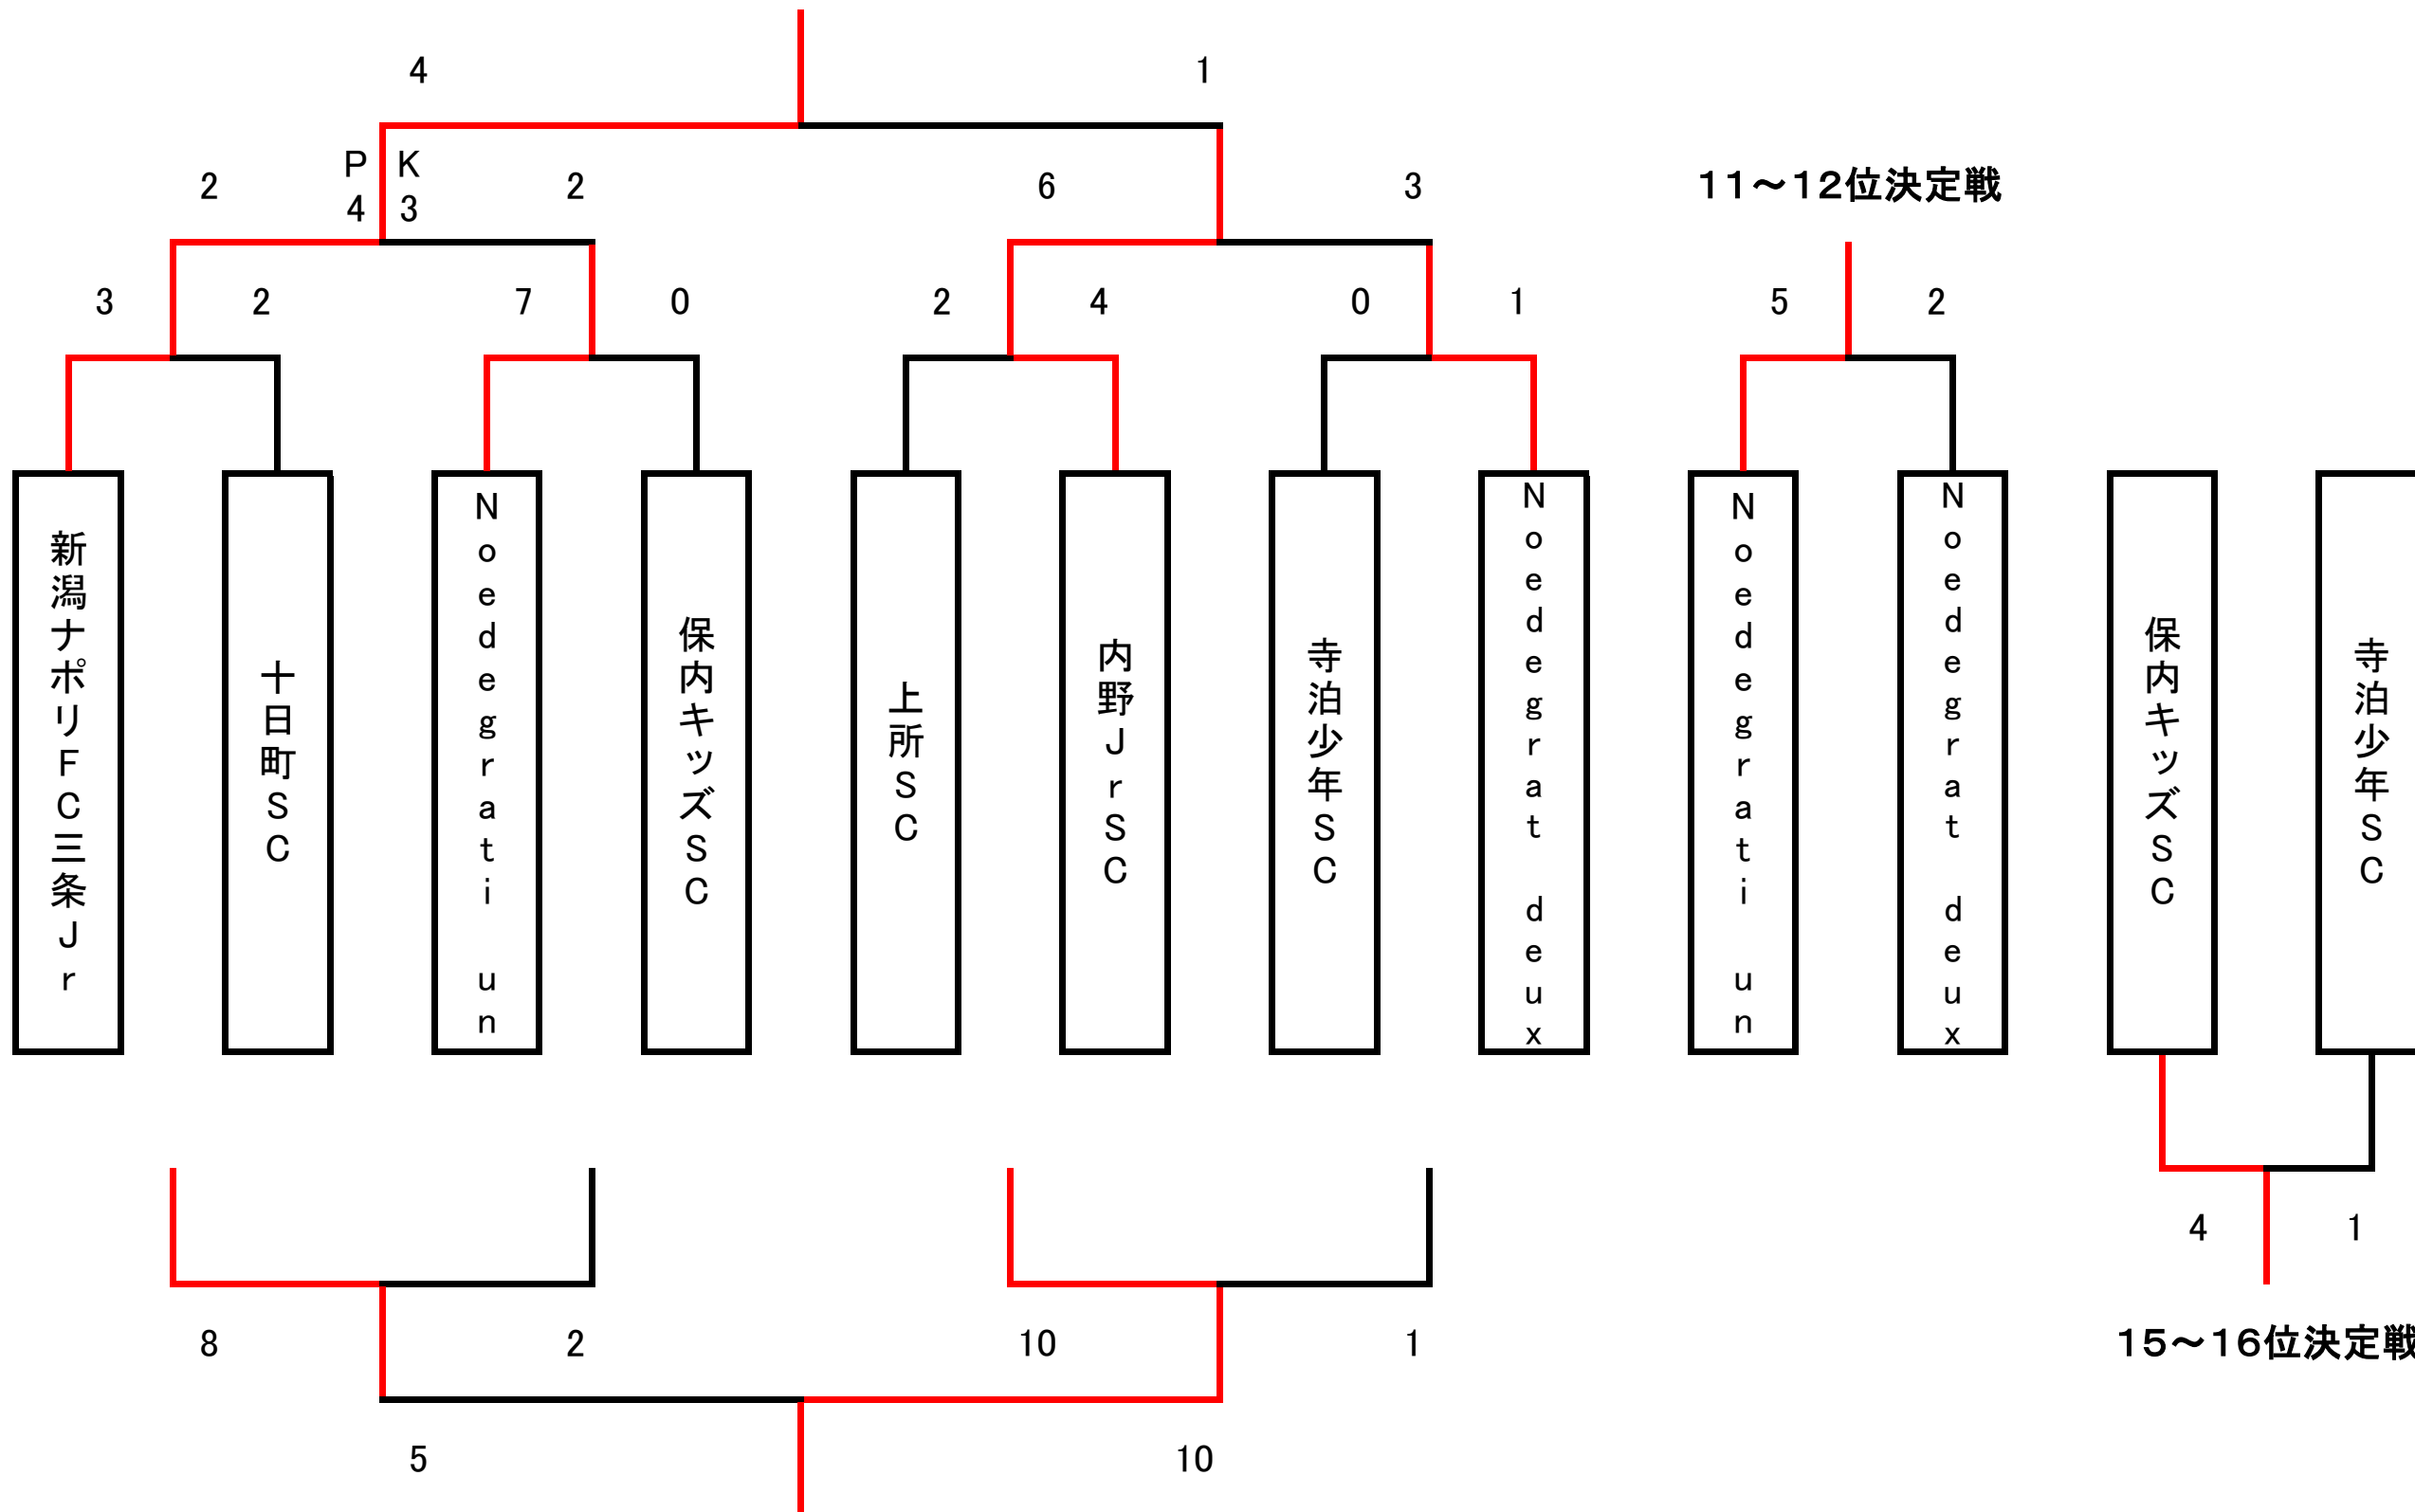 4 1
P K
2 2 6 3 11～12位決定戦
4 3
3 2 7 0 2 4 0 1 5 2
新潟ナポリFC三条Jr
十日町SC
Noedegrati un
保内キッズSC
上所SC
内野JrSC
寺泊少年SC
Noedegrat deux
Noedegrati un
Noedegrat deux
保内キッズSC
寺泊少年SC
4 1
8 2 10 1 15～16位決定戦
5 10